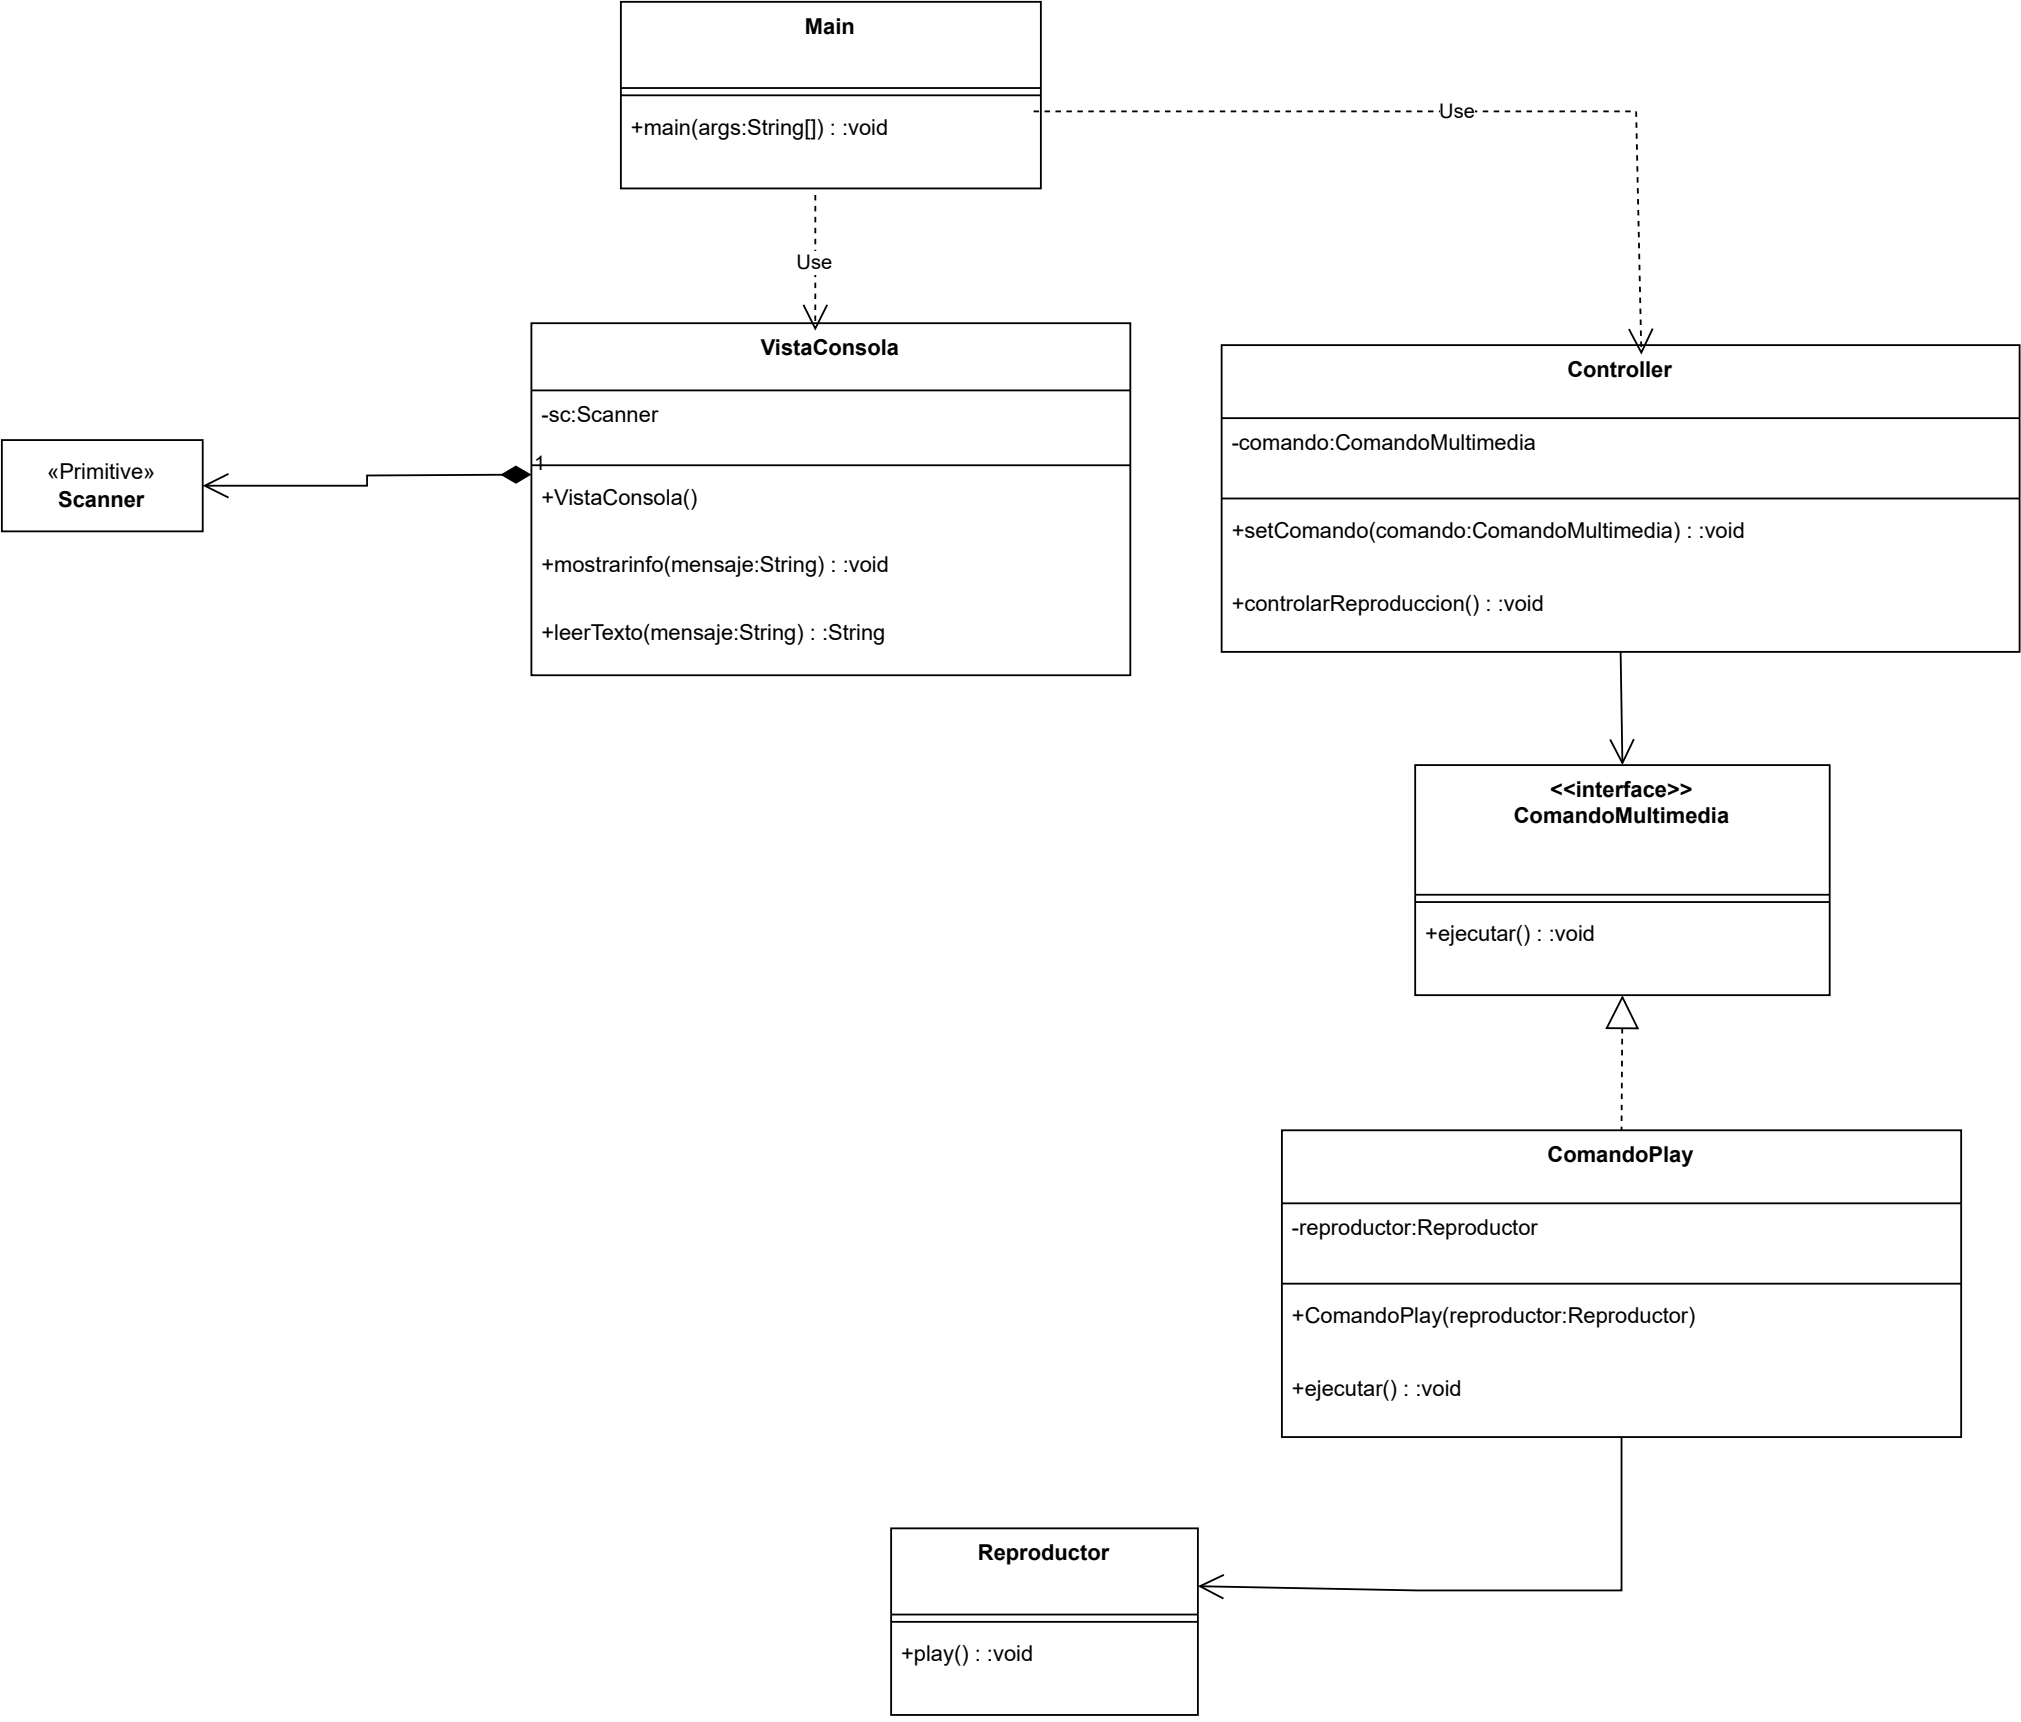 Main
+main(args:String[]) : :void
Use
Use
VistaConsola
-sc:Scanner
1
+VistaConsola()
+mostrarinfo(mensaje:String) : :void
+leerTexto(mensaje:String) : :String
«Primitive»
Scanner
Controller
-comando:ComandoMultimedia
+setComando(comando:ComandoMultimedia) : :void
+controlarReproduccion() : :void
<<interface>>
ComandoMultimedia
+ejecutar() : :void
ComandoPlay
-reproductor:Reproductor
+ComandoPlay(reproductor:Reproductor)
+ejecutar() : :void
Reproductor
+play() : :void